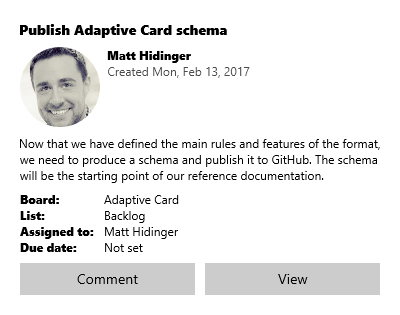 Publish Adaptive Card schema
Matt Hidinger
Created Mon, Feb 13, 2017
Now that we have defined the main rules and features of the format,
we need to produce a schema and publish it to GitHub. The schema
will be the starting point of our reference documentation.
Board: Adaptive Card
List: Backlog
Assigned to: Matt Hidinger
Due date: Not set
Comment View